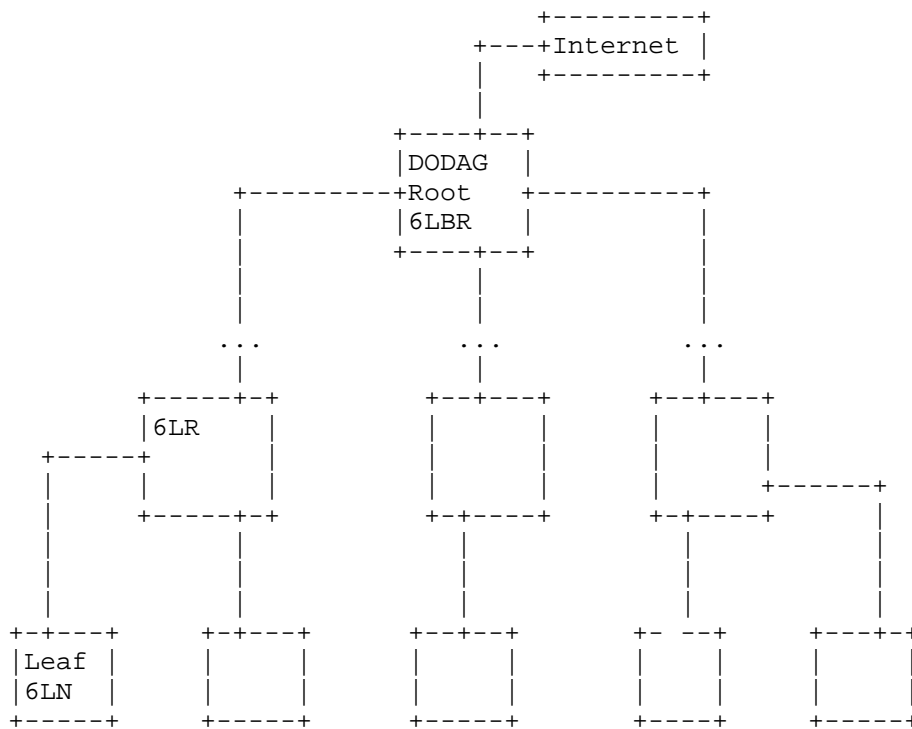 Internet
DODAG
Root
6LBR
... ... ...
6LR
Leaf
6LN